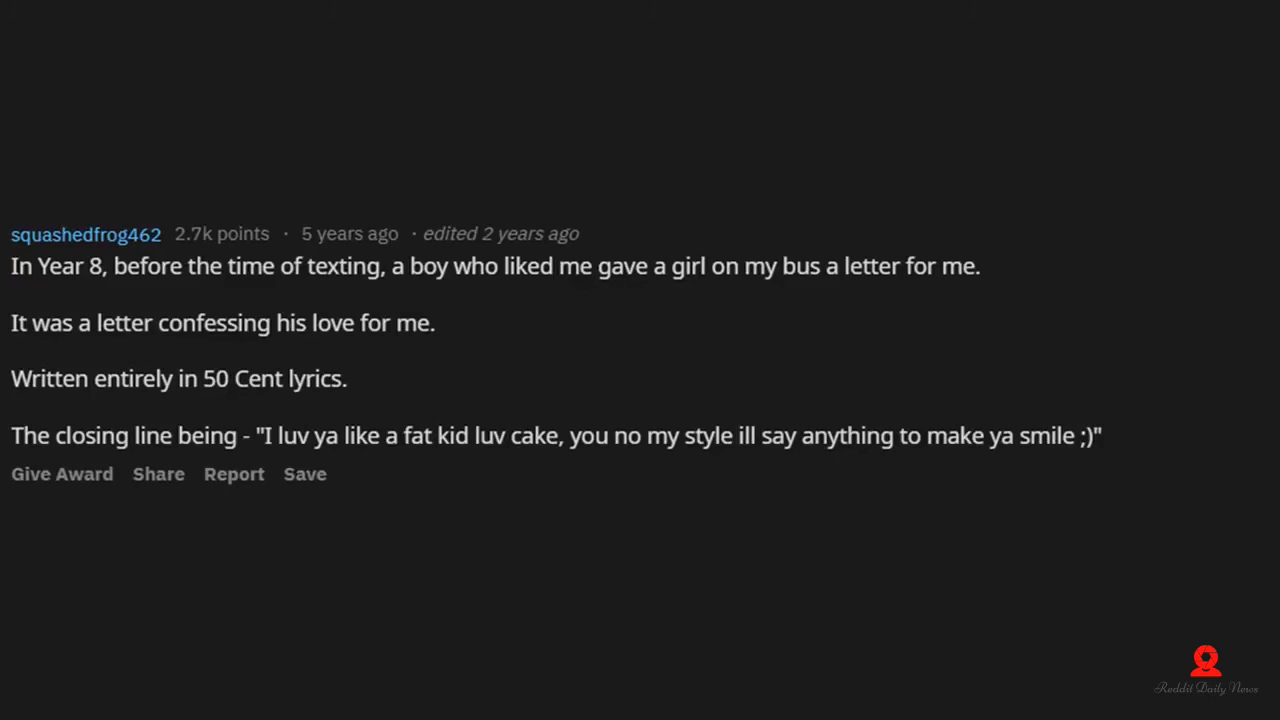 squashedfrog462 2.7k points · 5 years ago · edited 2 years ago
In Year 8, before the time of texting, a boy who liked me gave a girl on my bus a letter for me.
It was a letter confessing his love for me.
Written entirely in 50 Cent lyrics.
The closing line being - "I luv ya like a fat kid luv cake, you no my style ill say anything to make ya smile ;)"
Give Award Share Report Save
Reddit Daily News